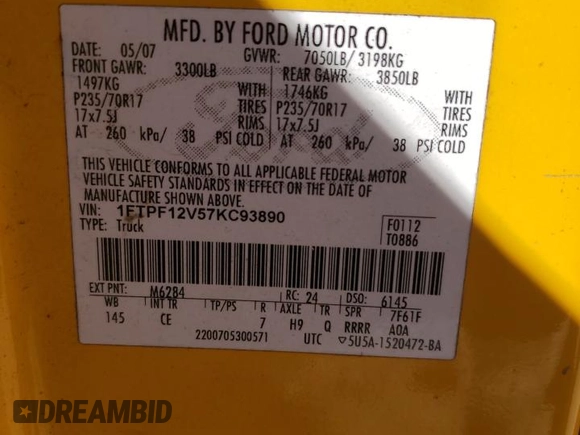 MFD. BY FORD MOTOR CO.
DATE: 05/07 GVWR: 7050LB/ 3198KG
FRONT GAWR: 3300LB REAR GAWR: 3850LB
1497KG WITH 1746KG WITH
P235/70R17 TIRES P235/70R17 TIRES
17x7.5J RIMS 17x7.5J RIMS
AT 260 kPa/ 38 PSI COLD AT 260 kPa/ 38 PSI COLD
THIS VEHICLE CONFORMS TO ALL APPLICABLE FEDERAL MOTOR
VEHICLE SAFETY STANDARDS IN EFFECT ON THE DATE OF
MANUFACTURE SHOWN ABOVE.
VIN: 1FTPF12V57KC93890 F0112
TYPE: Truck T0886
EXT PNT: M6284 RC: 24 DSO: 6145
WB INT TR TP/PS R AXLE TR SPR 7F61F
145 CE 7 H9 Q RRRR A0A
2200705300571 UTC ▽5U5A-1520472-BA
Ford
DREAMBID